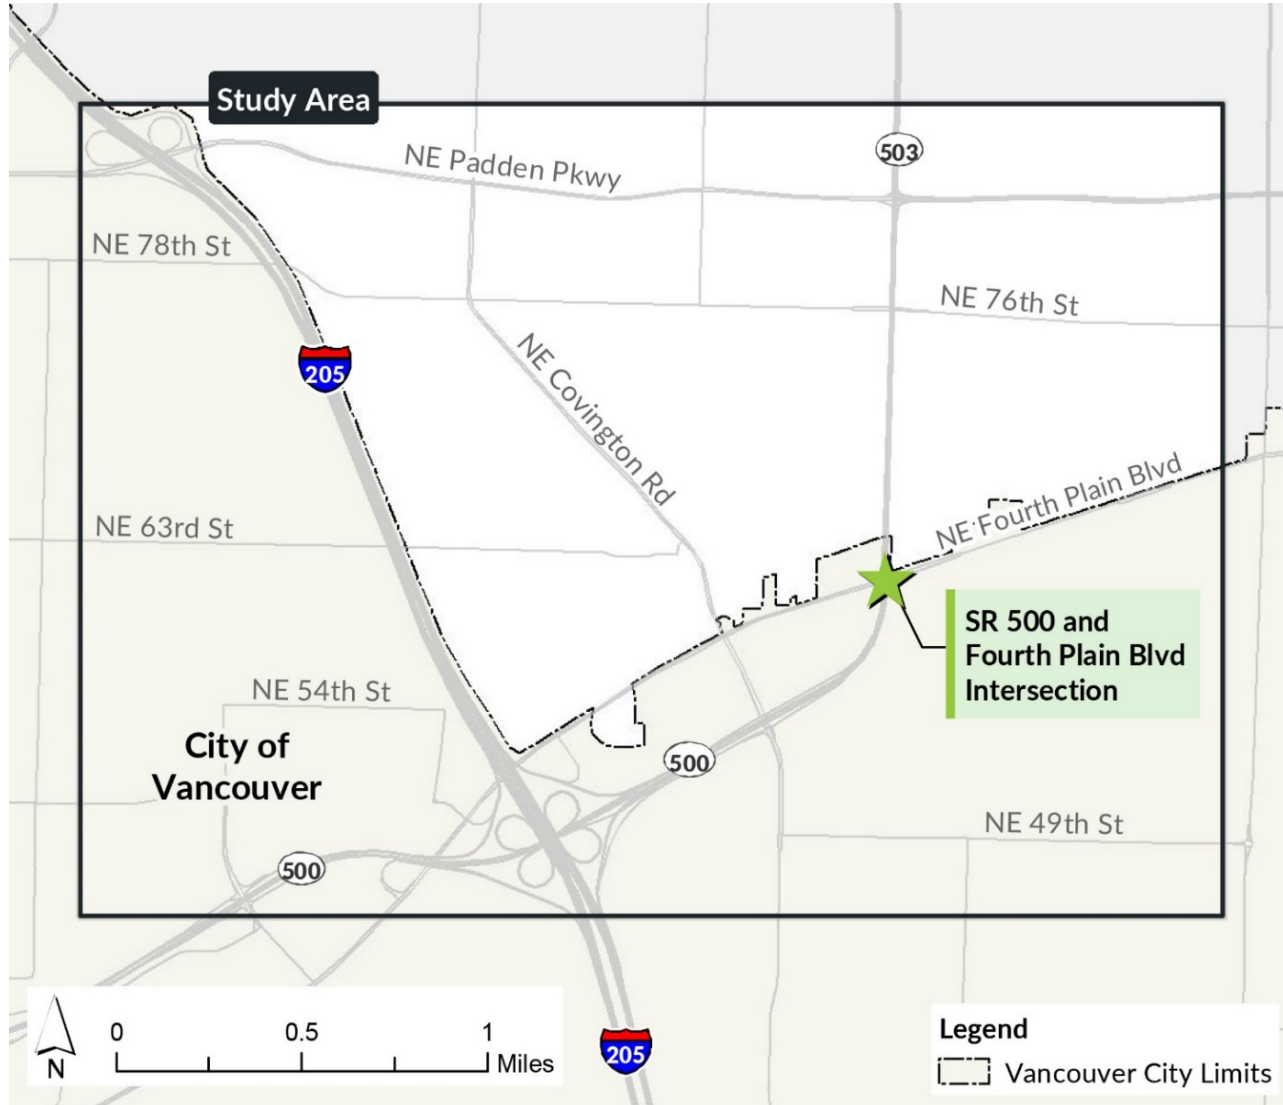 Study Area
503
NE Padden Pkwy
NE 78th St
NE 76th St
205
NE Covington Rd
NE Fourth Plain Blvd
NE 63rd St
SR 500 and
Fourth Plain Blvd
Intersection
NE 54th St
City of
Vancouver
500
NE 49th St
500
0
0.5
1
Miles
N
205
Legend
Vancouver City Limits